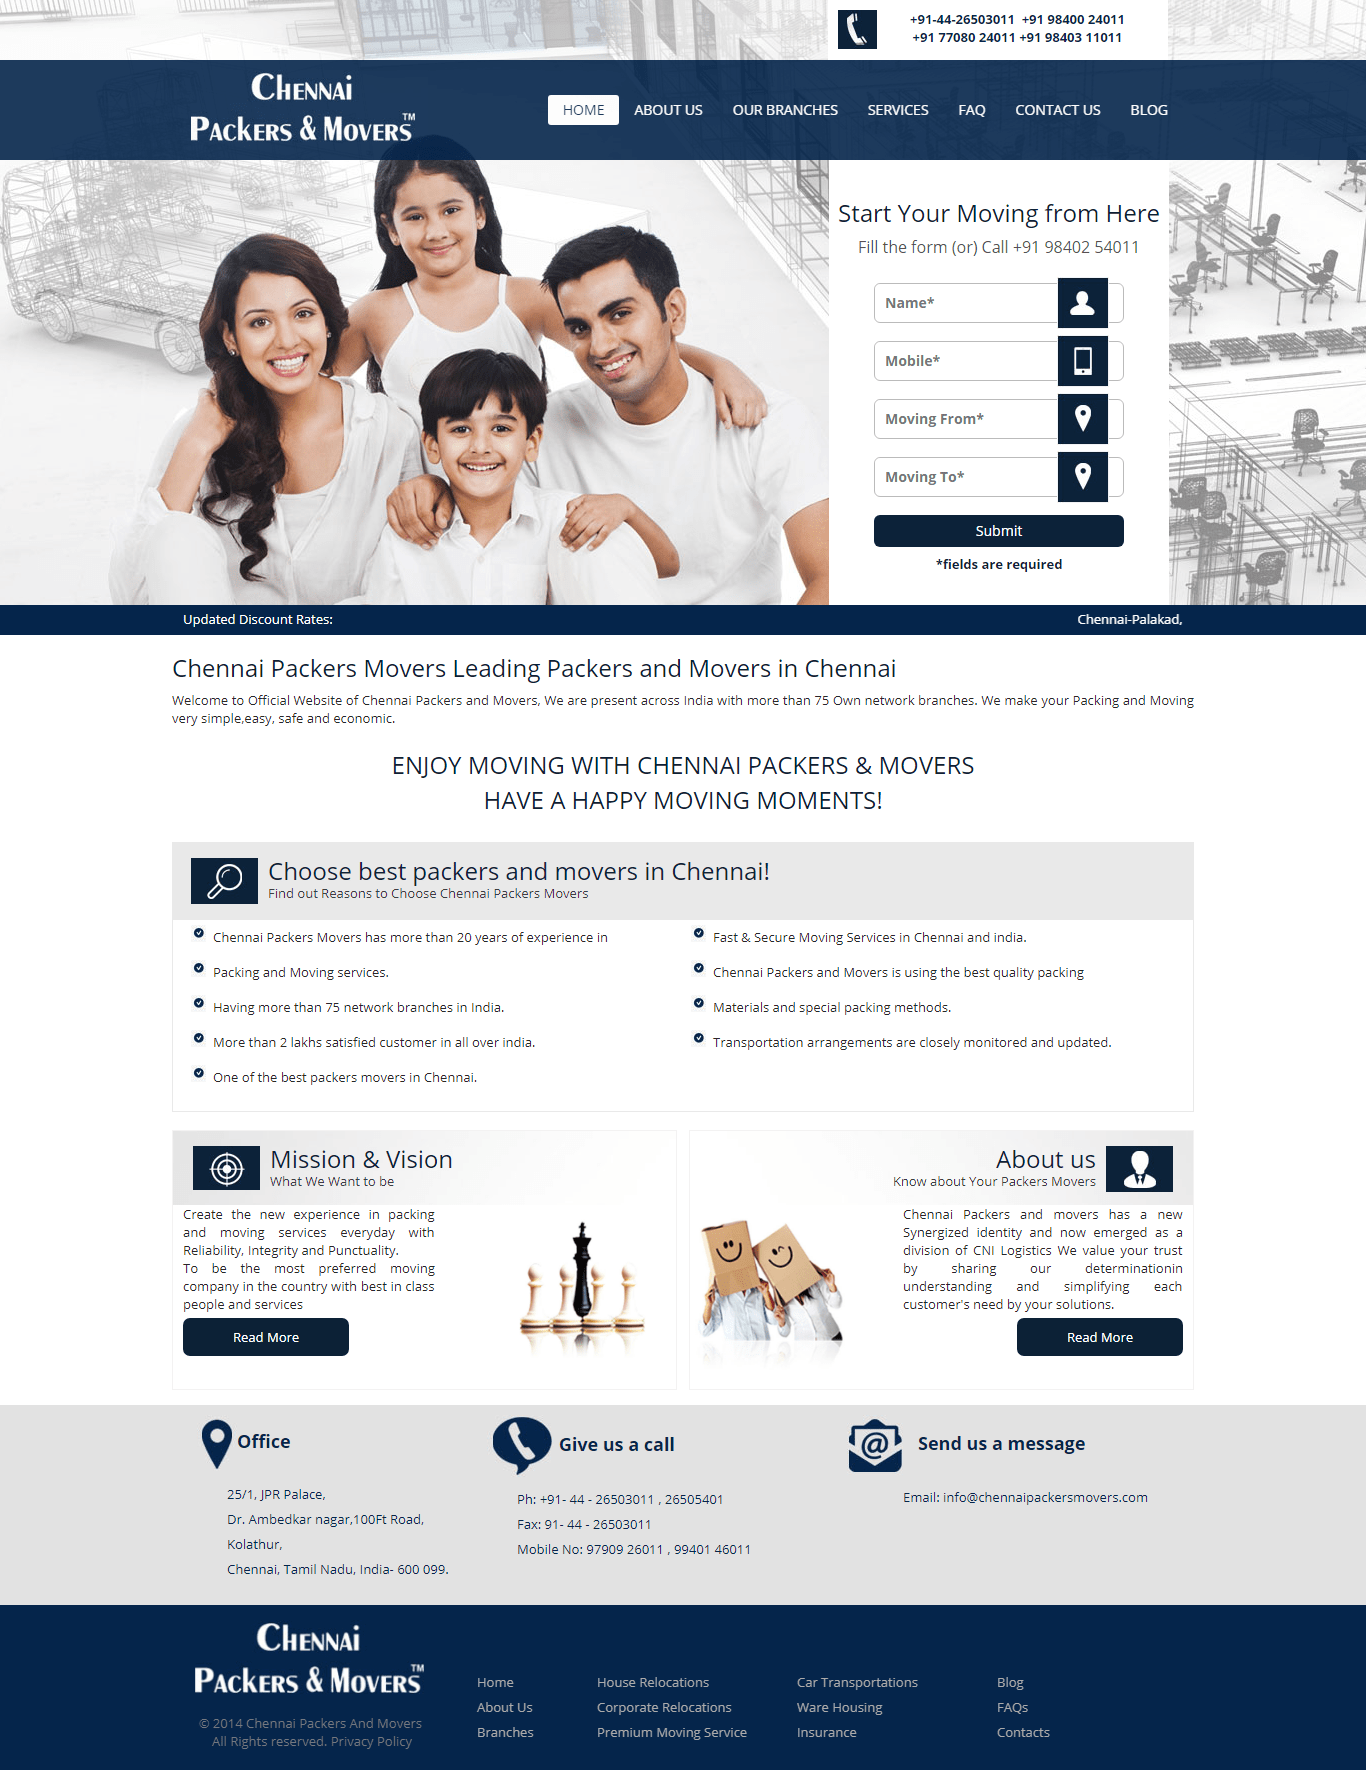 +91-44-26503011  +91 98400 24011
+91 77080 24011 +91 98403 11011
Chennai
Packers & Movers™
HOME ABOUT US OUR BRANCHES SERVICES FAQ CONTACT US BLOG
Start Your Moving from Here
Fill the form (or) Call +91 98402 54011
Name*
Mobile*
Moving From*
Moving To*
Submit
*fields are required
Updated Discount Rates: Chennai-Palakad,
Chennai Packers Movers Leading Packers and Movers in Chennai
Welcome to Official Website of Chennai Packers and Movers, We are present across India with more than 75 Own network branches. We make your Packing and Moving
very simple,easy, safe and economic.
ENJOY MOVING WITH CHENNAI PACKERS & MOVERS
HAVE A HAPPY MOVING MOMENTS!
Choose best packers and movers in Chennai!
Find out Reasons to Choose Chennai Packers Movers
Chennai Packers Movers has more than 20 years of experience in
Packing and Moving services.
Having more than 75 network branches in India.
More than 2 lakhs satisfied customer in all over india.
One of the best packers movers in Chennai.
Fast & Secure Moving Services in Chennai and india.
Chennai Packers and Movers is using the best quality packing
Materials and special packing methods.
Transportation arrangements are closely monitored and updated.
Mission & Vision
What We Want to be
Create the new experience in packing
and moving services everyday with
Reliability, Integrity and Punctuality.
To be the most preferred moving
company in the country with best in class
people and services
Read More
About us
Know about Your Packers Movers
Chennai Packers and movers has a new
Synergized identity and now emerged as a
division of CNI Logistics We value your trust
by sharing our determinationin
understanding and simplifying each
customer's need by your solutions.
Read More
Office
25/1, JPR Palace,
Dr. Ambedkar nagar,100Ft Road,
Kolathur,
Chennai, Tamil Nadu, India- 600 099.
Give us a call
Ph: +91- 44 - 26503011 , 26505401
Fax: 91- 44 - 26503011
Mobile No: 97909 26011 , 99401 46011
Send us a message
Email: info@chennaipackersmovers.com
Chennai
Packers & Movers™
© 2014 Chennai Packers And Movers
All Rights reserved. Privacy Policy
Home
About Us
Branches
House Relocations
Corporate Relocations
Premium Moving Service
Car Transportations
Ware Housing
Insurance
Blog
FAQs
Contacts